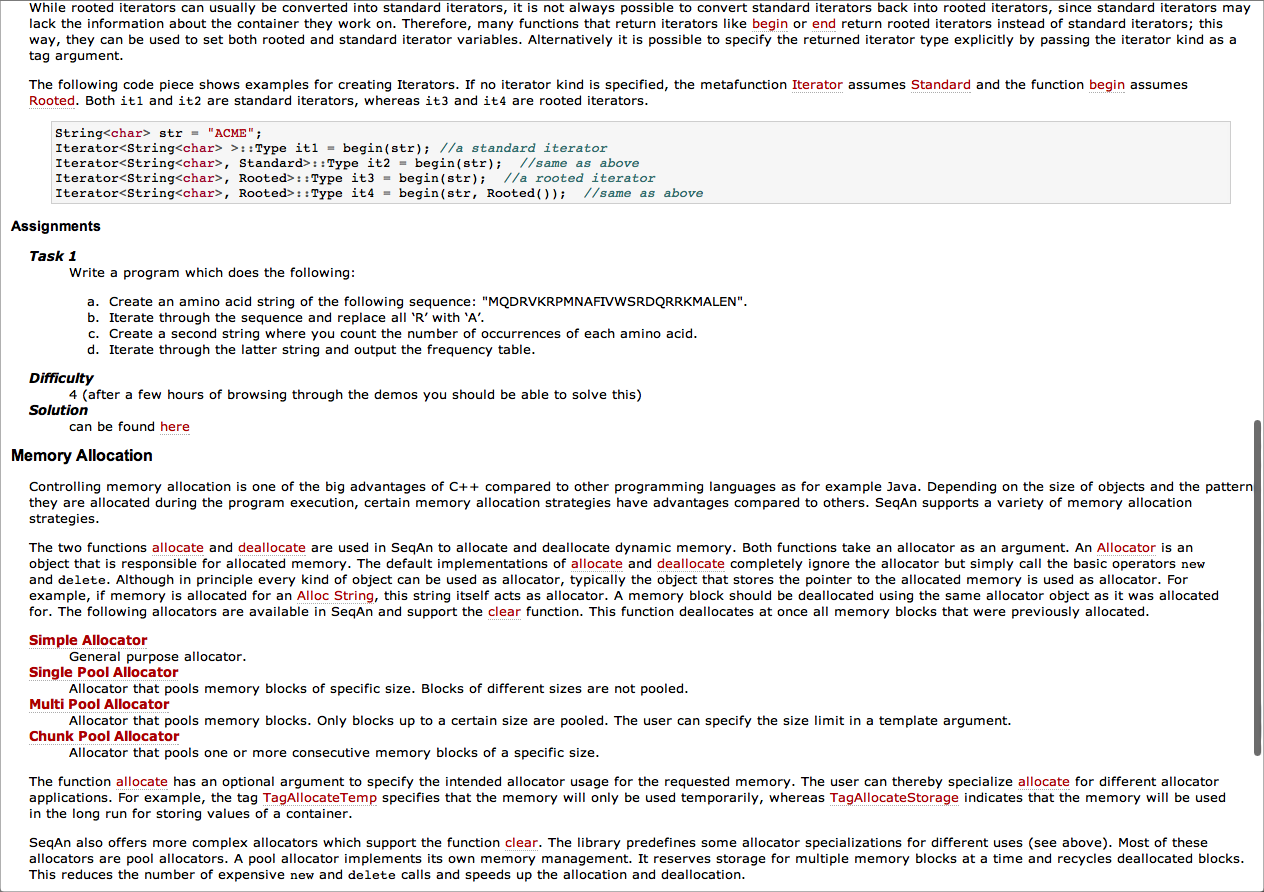 While rooted iterators can usually be converted into standard iterators, it is not always possible to convert standard iterators back into rooted iterators, since standard iterators may
lack the information about the container they work on. Therefore, many functions that return iterators like begin or end return rooted iterators instead of standard iterators; this
way, they can be used to set both rooted and standard iterator variables. Alternatively it is possible to specify the returned iterator type explicitly by passing the iterator kind as a
tag argument.
The following code piece shows examples for creating Iterators. If no iterator kind is specified, the metafunction Iterator assumes Standard and the function begin assumes
Rooted. Both it1 and it2 are standard iterators, whereas it3 and it4 are rooted iterators.
String<char> str = "ACME";
Iterator<String<char> >::Type it1 = begin(str); //a standard iterator
Iterator<String<char>, Standard>::Type it2 = begin(str);  //same as above
Iterator<String<char>, Rooted>::Type it3 = begin(str);  //a rooted iterator
Iterator<String<char>, Rooted>::Type it4 = begin(str, Rooted());  //same as above
Assignments
Task 1
Write a program which does the following:
a. Create an amino acid string of the following sequence: "MQDRVKRPMNAFIVWSRDQRRKMALEN".
b. Iterate through the sequence and replace all ‘R’ with ‘A’.
c. Create a second string where you count the number of occurrences of each amino acid.
d. Iterate through the latter string and output the frequency table.
Difficulty
4 (after a few hours of browsing through the demos you should be able to solve this)
Solution
can be found here
Memory Allocation
Controlling memory allocation is one of the big advantages of C++ compared to other programming languages as for example Java. Depending on the size of objects and the pattern
they are allocated during the program execution, certain memory allocation strategies have advantages compared to others. SeqAn supports a variety of memory allocation
strategies.
The two functions allocate and deallocate are used in SeqAn to allocate and deallocate dynamic memory. Both functions take an allocator as an argument. An Allocator is an
object that is responsible for allocated memory. The default implementations of allocate and deallocate completely ignore the allocator but simply call the basic operators new
and delete. Although in principle every kind of object can be used as allocator, typically the object that stores the pointer to the allocated memory is used as allocator. For
example, if memory is allocated for an Alloc String, this string itself acts as allocator. A memory block should be deallocated using the same allocator object as it was allocated
for. The following allocators are available in SeqAn and support the clear function. This function deallocates at once all memory blocks that were previously allocated.
Simple Allocator
General purpose allocator.
Single Pool Allocator
Allocator that pools memory blocks of specific size. Blocks of different sizes are not pooled.
Multi Pool Allocator
Allocator that pools memory blocks. Only blocks up to a certain size are pooled. The user can specify the size limit in a template argument.
Chunk Pool Allocator
Allocator that pools one or more consecutive memory blocks of a specific size.
The function allocate has an optional argument to specify the intended allocator usage for the requested memory. The user can thereby specialize allocate for different allocator
applications. For example, the tag TagAllocateTemp specifies that the memory will only be used temporarily, whereas TagAllocateStorage indicates that the memory will be used
in the long run for storing values of a container.
SeqAn also offers more complex allocators which support the function clear. The library predefines some allocator specializations for different uses (see above). Most of these
allocators are pool allocators. A pool allocator implements its own memory management. It reserves storage for multiple memory blocks at a time and recycles deallocated blocks.
This reduces the number of expensive new and delete calls and speeds up the allocation and deallocation.